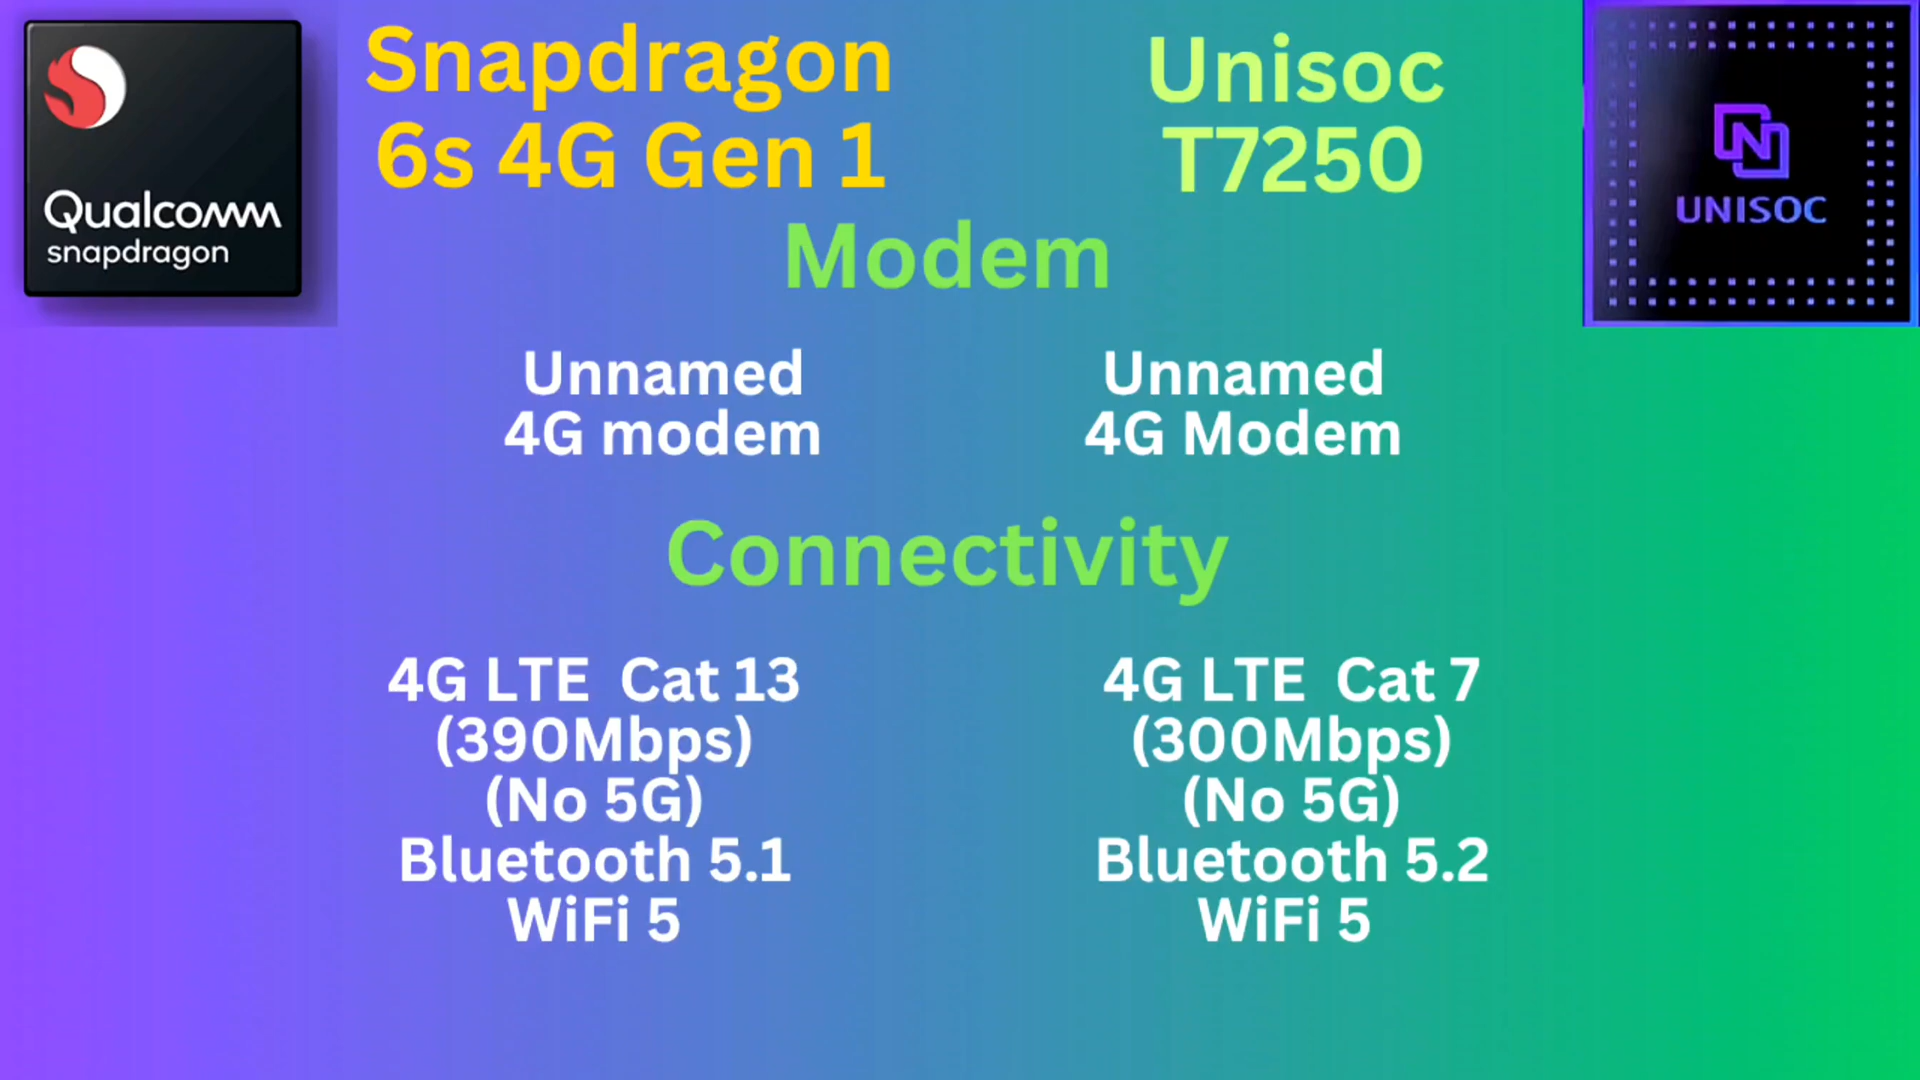 Qualcomm
snapdragon
Snapdragon
6s 4G Gen 1
Unisoc
T7250
UNISOC
Modem
Unnamed
4G modem
Unnamed
4G Modem
Connectivity
4G LTE Cat 13
(390Mbps)
(No 5G)
Bluetooth 5.1
WiFi 5
4G LTE Cat 7
(300Mbps)
(No 5G)
Bluetooth 5.2
WiFi 5